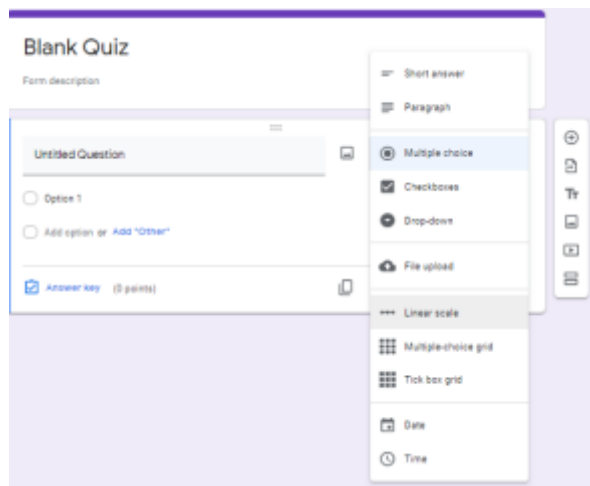 Blank Quiz
Form description
Untitled Question
Option 1
Add option or Add "Other"
Answer key (0 points)
Short answer
Paragraph
Multiple choice
Checkboxes
Drop-down
File upload
Linear scale
Multiple-choice grid
Tick box grid
Date
Time
Tr